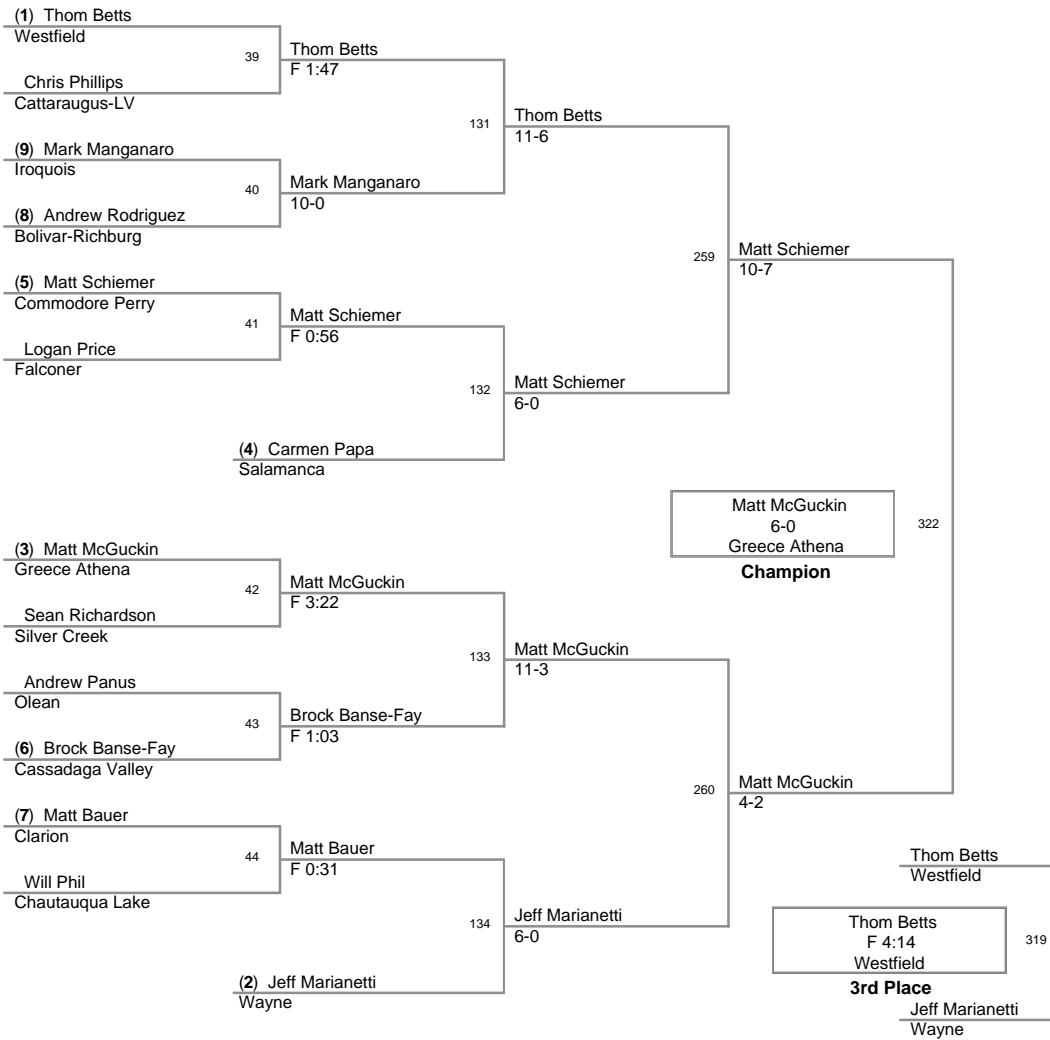 (1) Thom Betts
Westfield
39
Thom Betts
F 1:47
Chris Phillips
Cattaraugus-LV
131
Thom Betts
11-6
(9) Mark Manganaro
Iroquois
40
Mark Manganaro
10-0
(8) Andrew Rodriguez
Bolivar-Richburg
259
Matt Schiemer
10-7
(5) Matt Schiemer
Commodore Perry
41
Matt Schiemer
F 0:56
Logan Price
Falconer
132
Matt Schiemer
6-0
(4) Carmen Papa
Salamanca
Matt McGuckin
6-0
Greece Athena
Champion
322
(3) Matt McGuckin
Greece Athena
42
Matt McGuckin
F 3:22
Sean Richardson
Silver Creek
133
Matt McGuckin
11-3
Andrew Panus
Olean
43
Brock Banse-Fay
F 1:03
(6) Brock Banse-Fay
Cassadaga Valley
260
Matt McGuckin
4-2
(7) Matt Bauer
Clarion
44
Matt Bauer
F 0:31
Will Phil
Chautauqua Lake
134
Jeff Marianetti
6-0
(2) Jeff Marianetti
Wayne
Thom Betts
Westfield
Thom Betts
F 4:14
Westfield
3rd Place
319
Jeff Marianetti
Wayne